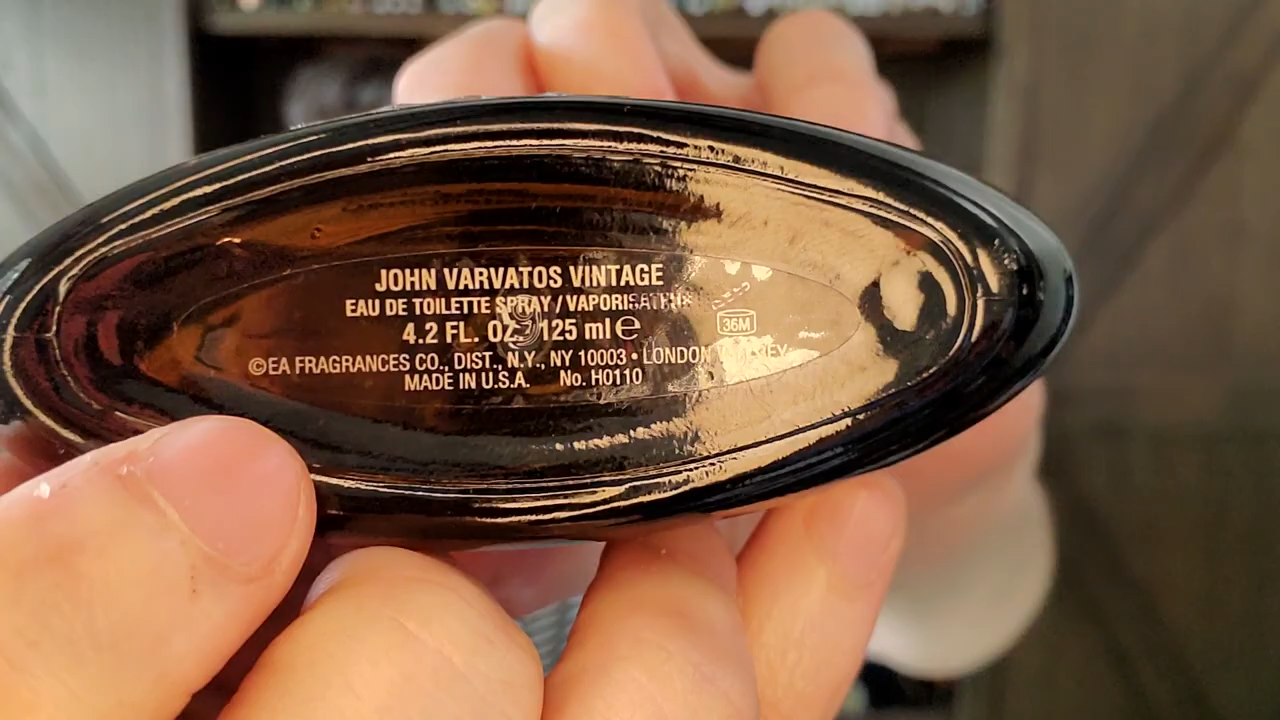 JOHN VARVATOS VINTAGE
EAU DE TOILETTE SPRAY / VAPORISATEUR
4.2 FL. OZ. 125 ml ℮
36M
©EA FRAGRANCES CO., DIST., N.Y., NY 10003 • LONDON
MADE IN U.S.A. No. H0110